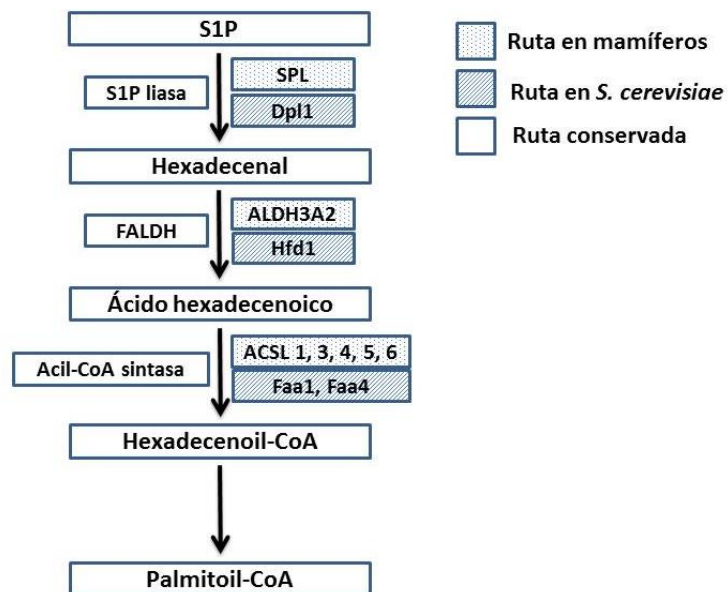 S1P
S1P liasa
SPL
Dpl1
Hexadecenal
FALDH
ALDH3A2
Hfd1
Ácido hexadecenoico
Acil-CoA sintasa
ACSL 1, 3, 4, 5, 6
Faa1, Faa4
Hexadecenoil-CoA
Palmitoil-CoA
Ruta en mamíferos
Ruta en S. cerevisiae
Ruta conservada